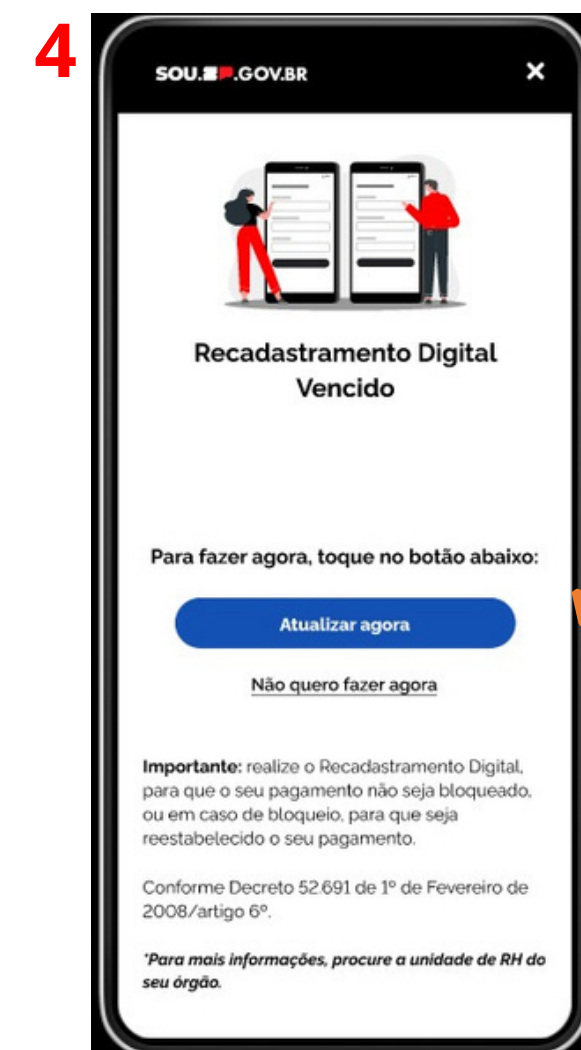 4
SOU.SP.GOV.BR
Recadastramento Digital
Vencido
Para fazer agora, toque no botão abaixo:
Atualizar agora
Não quero fazer agora
Importante: realize o Recadastramento Digital,
para que o seu pagamento não seja bloqueado,
ou em caso de bloqueio, para que seja
reestabelecido o seu pagamento.
Conforme Decreto 52.691 de 1º de Fevereiro de
2008/artigo 6º.
*Para mais informações, procure a unidade de RH do
seu órgão.